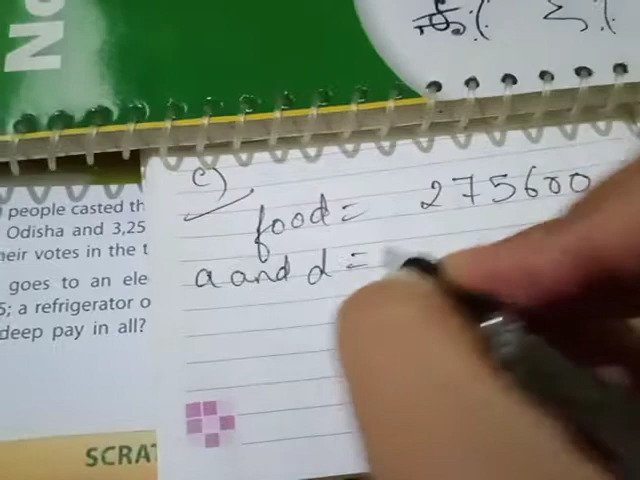 No
people casted th
Odisha and 3,25
heir votes in the t
goes to an ele
5; a refrigerator o
deep pay in all?
SCRAT
c)
food = 275600
a and d =